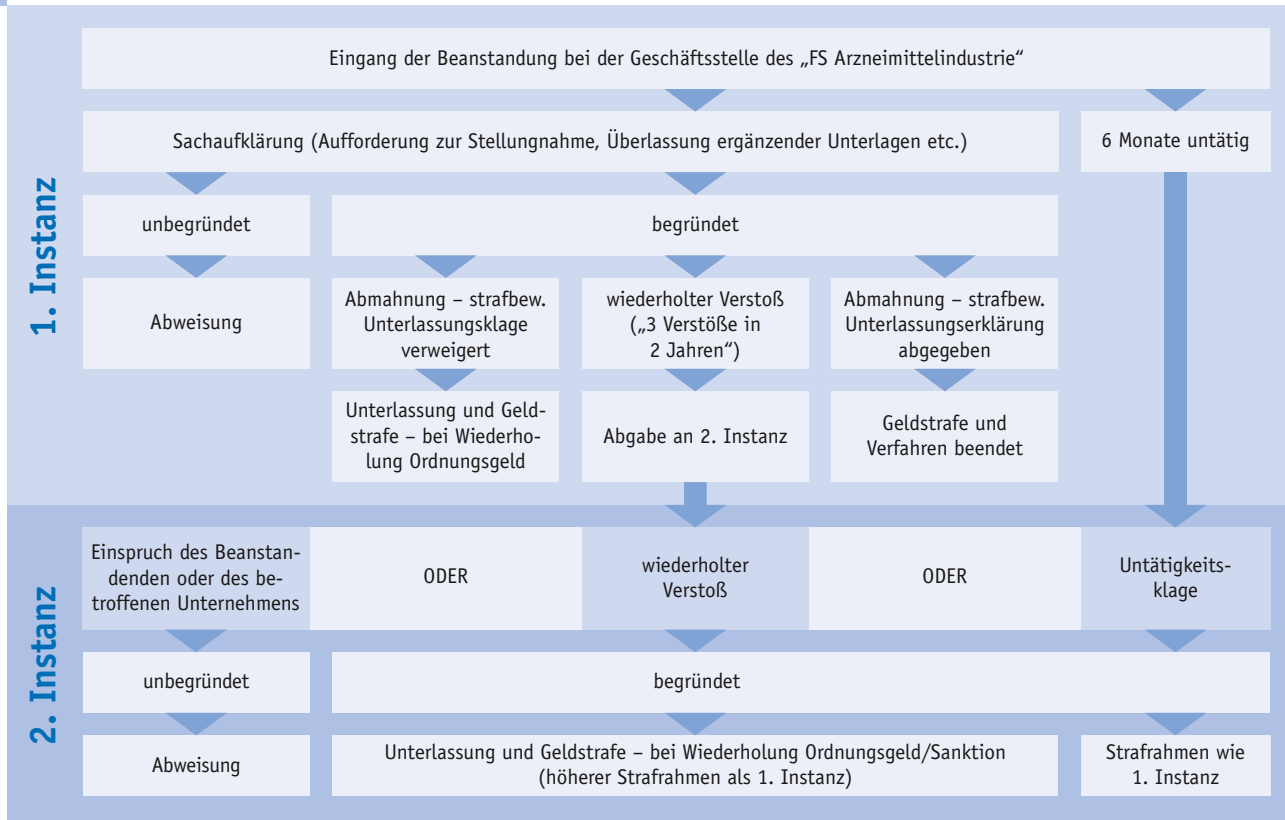 Eingang der Beanstandung bei der Geschäftsstelle des „FS Arzneimittelindustrie“
Sachaufklärung (Aufforderung zur Stellungnahme, Überlassung ergänzender Unterlagen etc.)
6 Monate untätig
1. Instanz
unbegründet
begründet
Abweisung
Abmahnung – strafbew.
Unterlassungsklage
verweigert
wiederholter Verstoß
(„3 Verstöße in
2 Jahren“)
Abmahnung – strafbew.
Unterlassungserklärung
abgegeben
Unterlassung und Geld-
strafe – bei Wiederho-
lung Ordnungsgeld
Abgabe an 2. Instanz
Geldstrafe und
Verfahren beendet
2. Instanz
Einspruch des Beanstan-
denden oder des be-
troffenen Unternehmens
ODER
wiederholter
Verstoß
ODER
Untätigkeits-
klage
unbegründet
begründet
Abweisung
Unterlassung und Geldstrafe – bei Wiederholung Ordnungsgeld/Sanktion
(höherer Strafrahmen als 1. Instanz)
Strafrahmen wie
1. Instanz